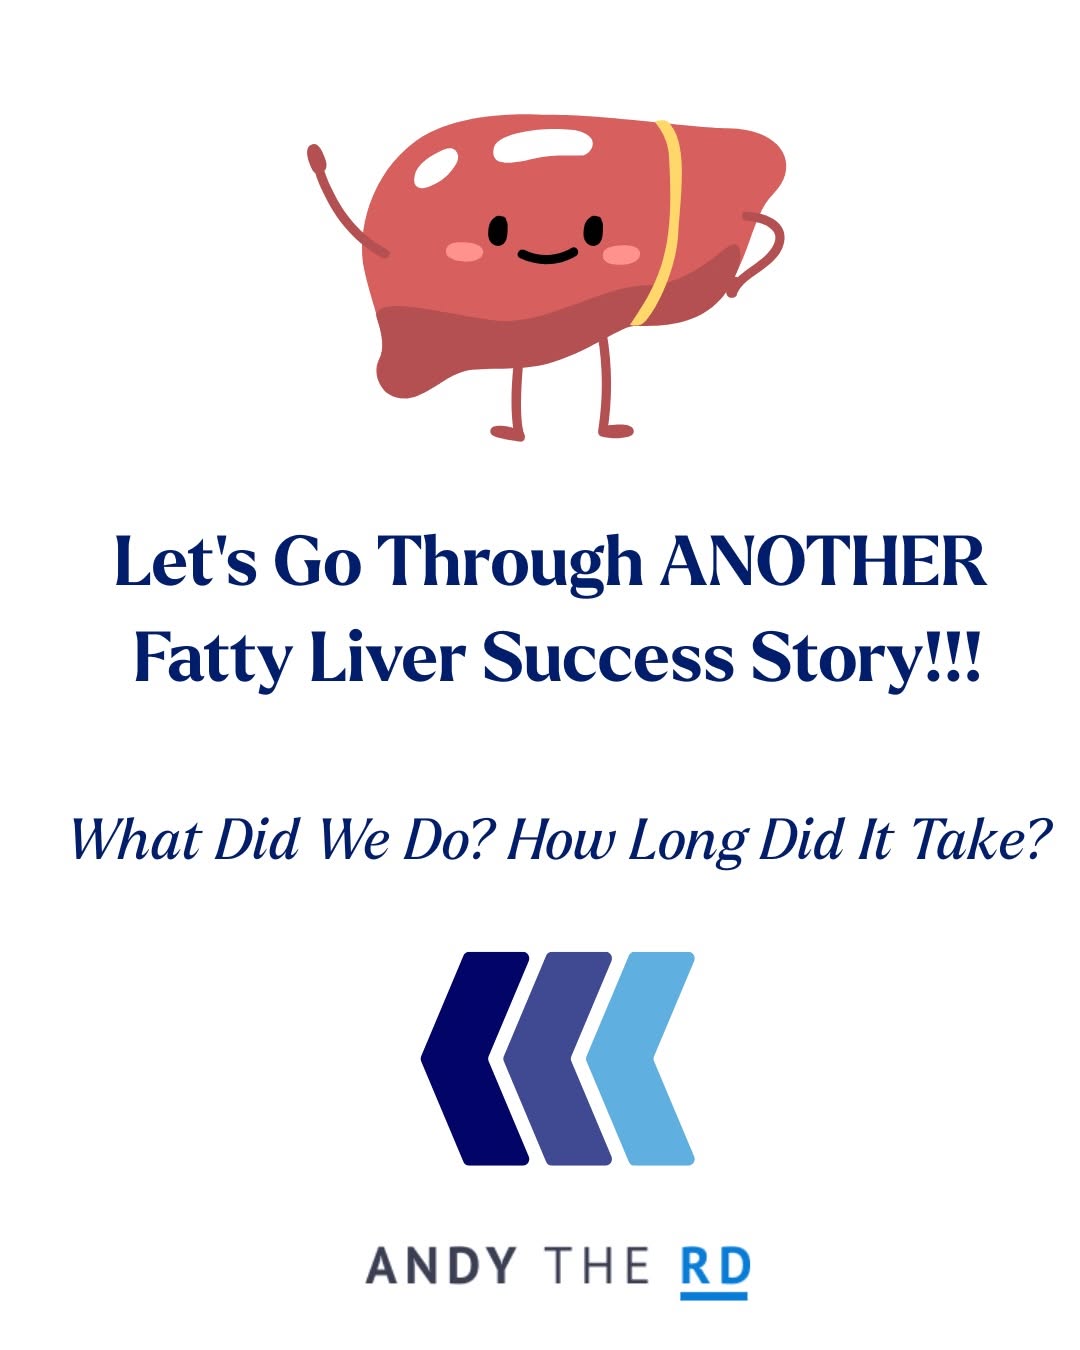 Let's Go Through ANOTHER
Fatty Liver Success Story!!!
What Did We Do? How Long Did It Take?
ANDY THE RD